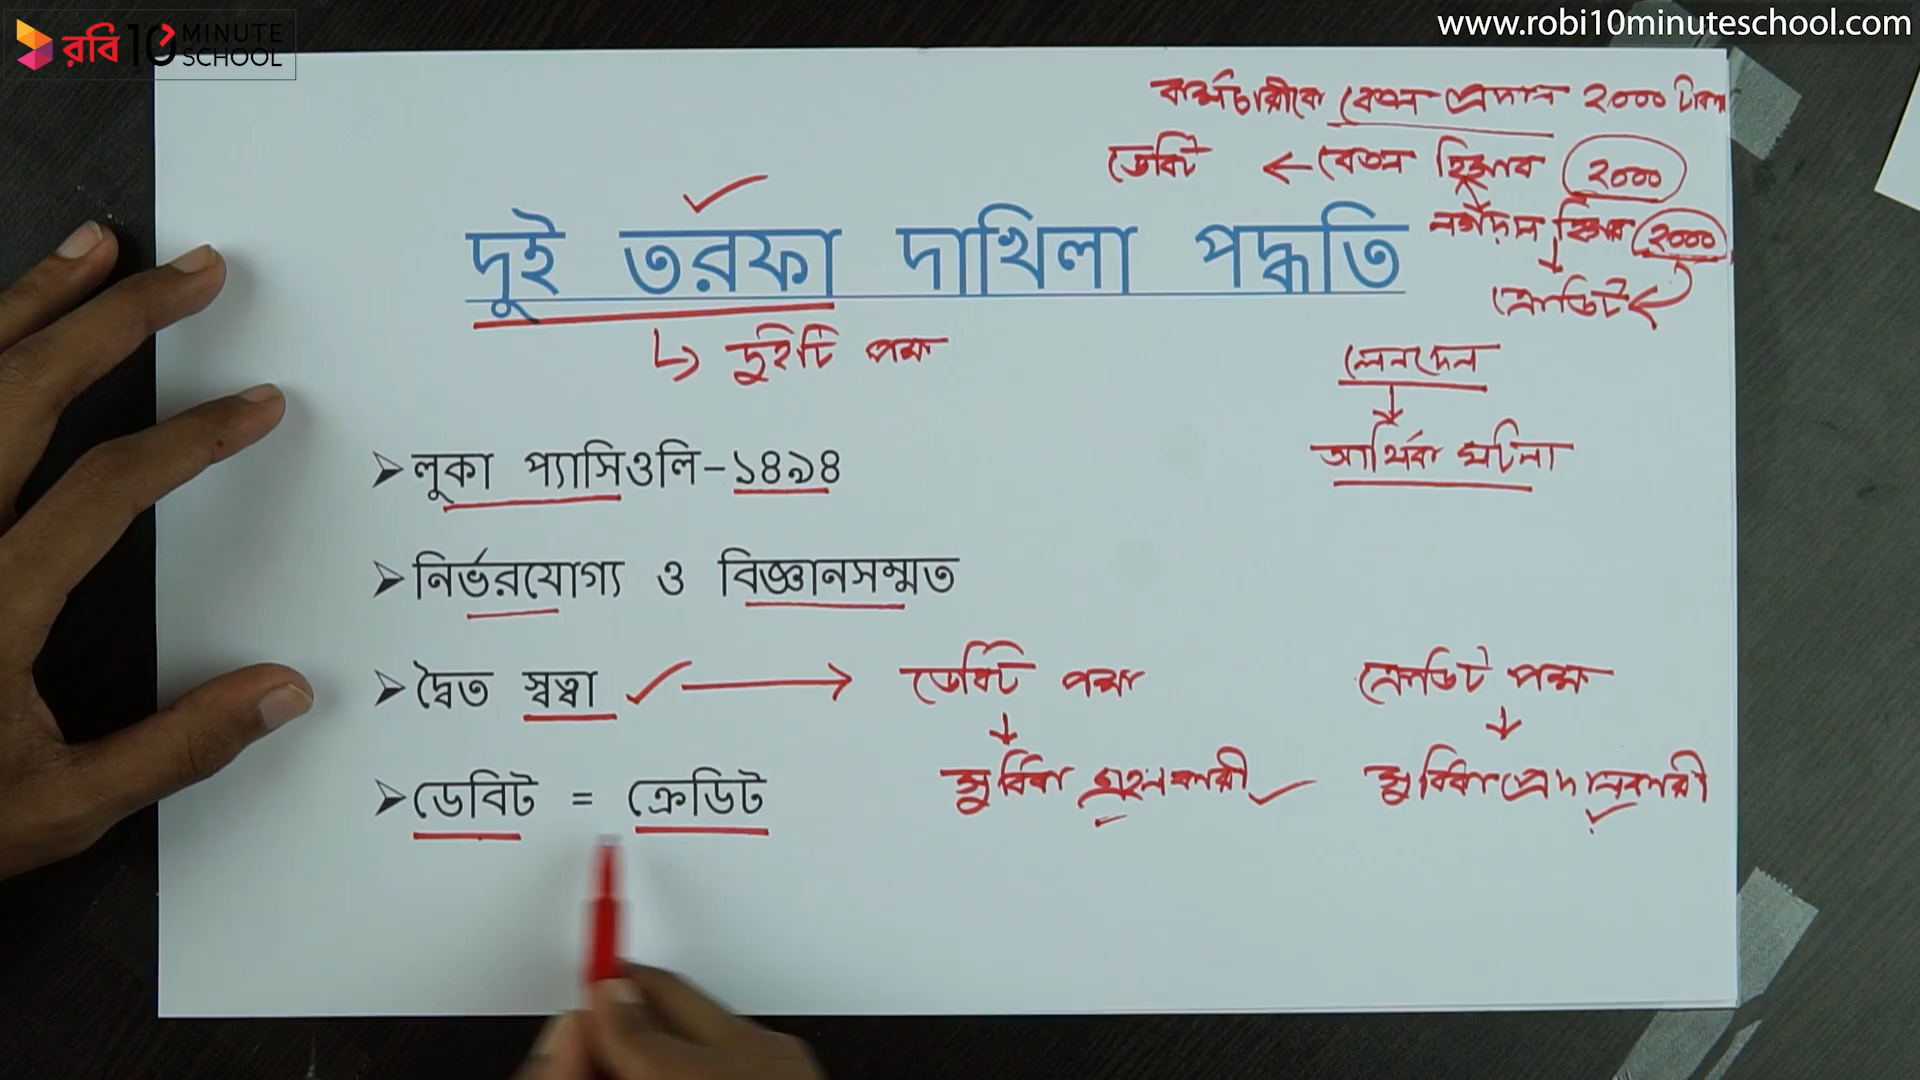 রবি 10 MINUTE SCHOOL
www.robi10minuteschool.com
কর্মচারীকে বেতন প্রদান ২০০০ টাকা
ডেবিট ← বেতন হিসাব ২০০০
নগদান হিসাব ২০০০
ক্রেডিট
দুই তরফা দাখিলা পদ্ধতি
দুইটি পক্ষ
লেনদেন
আর্থিক ঘটনা
➢লুকা প্যাসিওলি-১৪৯৪
➢নির্ভরযোগ্য ও বিজ্ঞানসম্মত
➢দ্বৈত স্বত্বা → ডেবিট পক্ষ ক্রেডিট পক্ষ
সুবিধা গ্রহনকারী সুবিধা প্রদানকারী
➢ডেবিট = ক্রেডিট